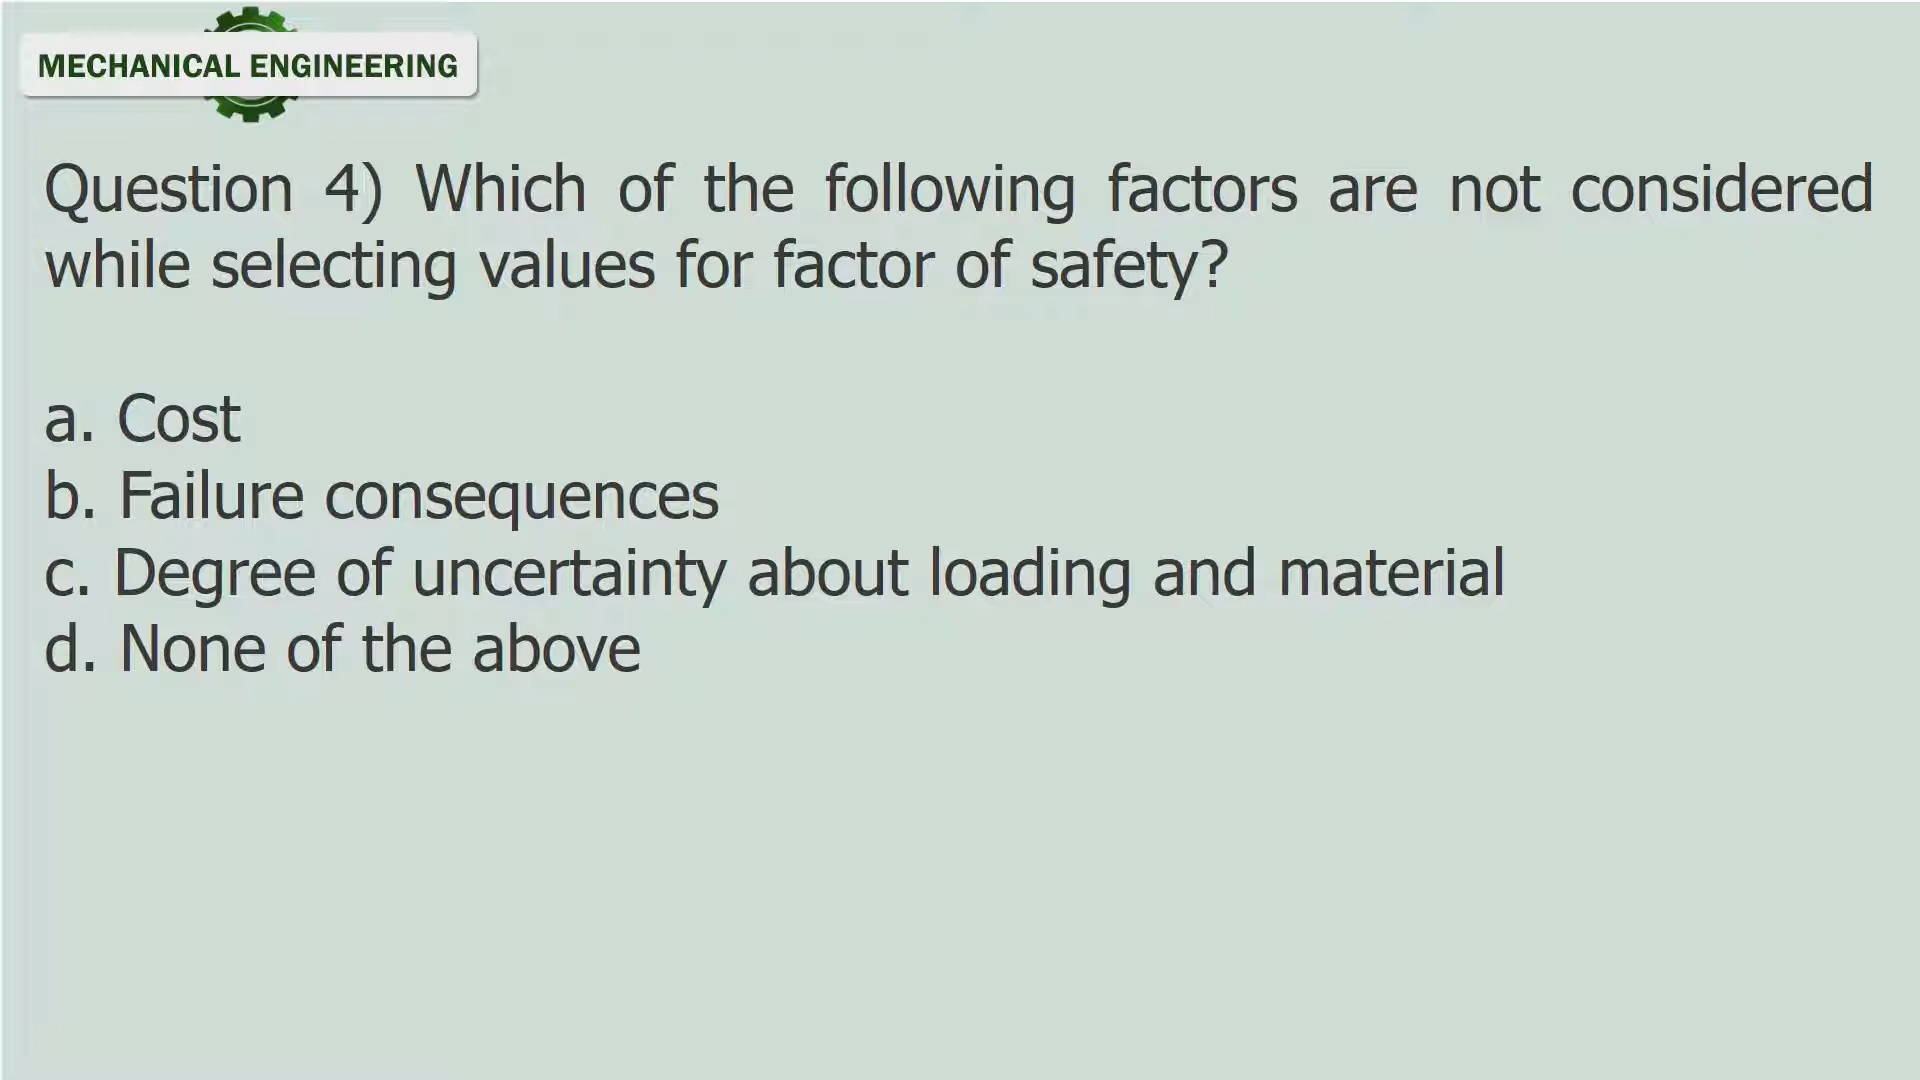 MECHANICAL ENGINEERING
Question 4) Which of the following factors are not considered
while selecting values for factor of safety?
a. Cost
b. Failure consequences
c. Degree of uncertainty about loading and material
d. None of the above